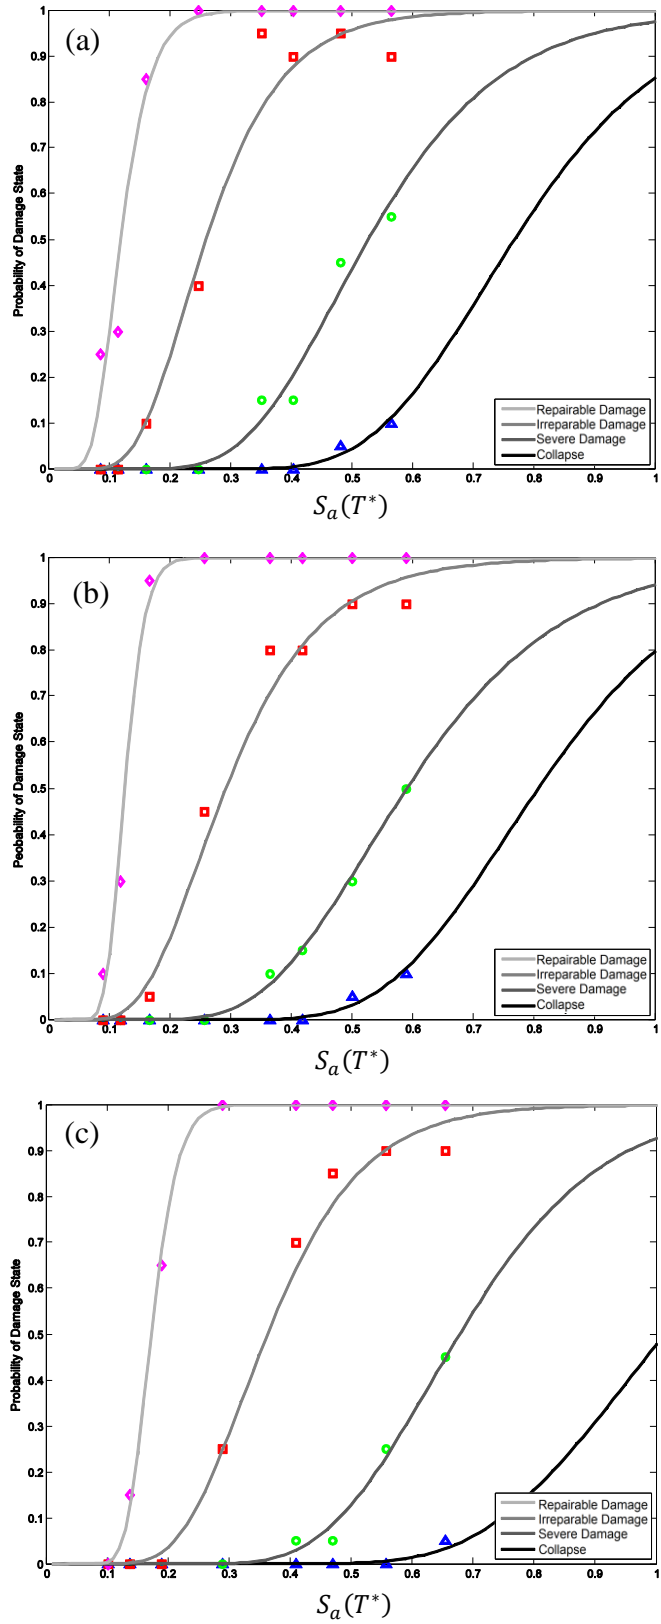 (a)
1
0.9
0.8
0.7
0.6
0.5
0.4
0.3
0.2
0.1
0
Probability of Damage State
Repairable Damage
Irreparable Damage
Severe Damage
Collapse
0 0.1 0.2 0.3 0.4 0.5 0.6 0.7 0.8 0.9 1
S_a(T*)
(b)
1
0.9
0.8
0.7
0.6
0.5
0.4
0.3
0.2
0.1
0
Peobability of Damage State
Repairable Damage
Irreparable Damage
Severe Damage
Collapse
0 0.1 0.2 0.3 0.4 0.5 0.6 0.7 0.8 0.9 1
S_a(T*)
(c)
1
0.9
0.8
0.7
0.6
0.5
0.4
0.3
0.2
0.1
0
Probability of Damage State
Repairable Damage
Irreparable Damage
Severe Damage
Collapse
0 0.1 0.2 0.3 0.4 0.5 0.6 0.7 0.8 0.9 1
S_a(T*)